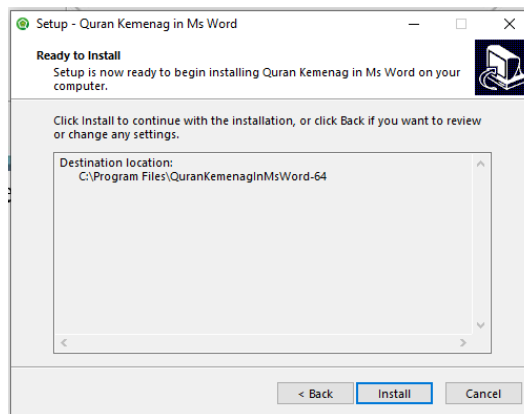 Setup - Quran Kemenag in Ms Word
Ready to Install
Setup is now ready to begin installing Quran Kemenag in Ms Word on your
computer.
Click Install to continue with the installation, or click Back if you want to review
or change any settings.
Destination location:
C:\Program Files\QuranKemenagInMsWord-64
< Back
Install
Cancel